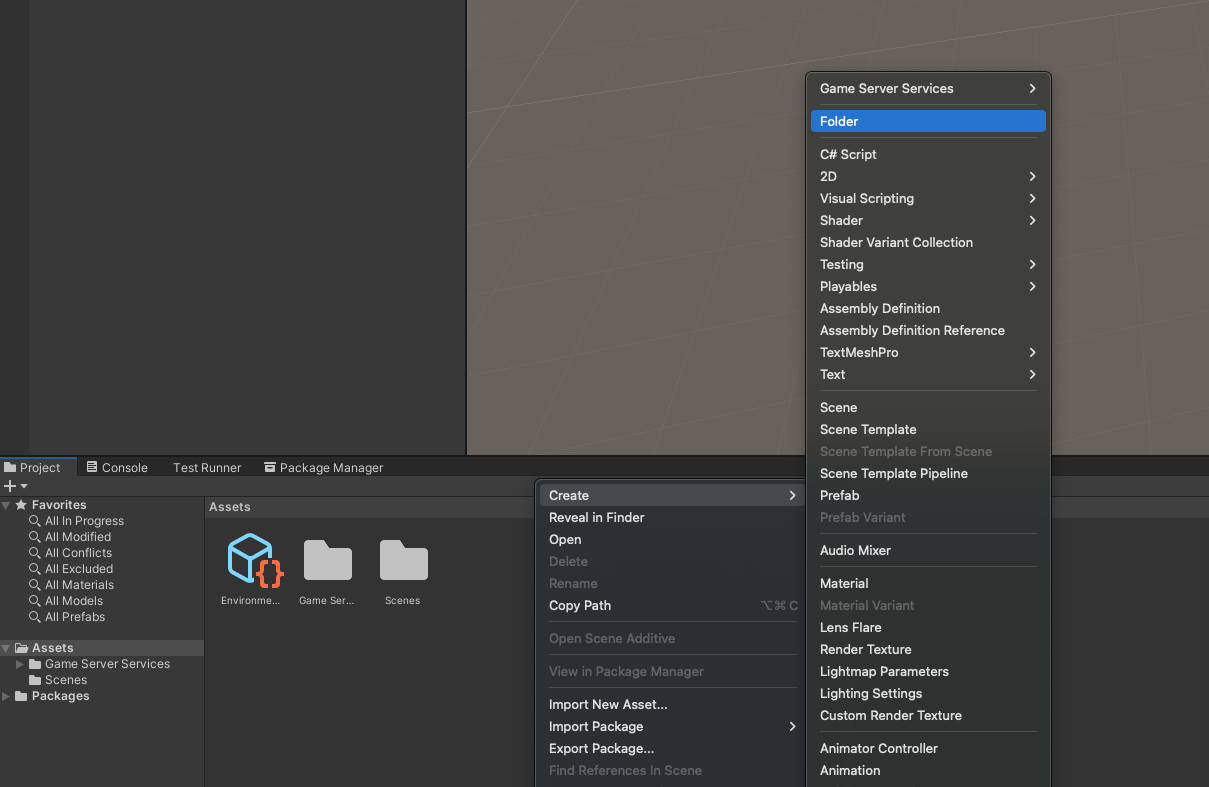 Project
Console
Test Runner
Package Manager
Favorites
All In Progress
All Modified
All Conflicts
All Excluded
All Materials
All Models
All Prefabs
Assets
Game Server Services
Scenes
Packages
Assets
Environme...
Game Ser...
Scenes
Create
Reveal in Finder
Open
Delete
Rename
Copy Path ⌥⌘C
Open Scene Additive
View in Package Manager
Import New Asset...
Import Package
Export Package...
Find References In Scene
Game Server Services
Folder
C# Script
2D
Visual Scripting
Shader
Shader Variant Collection
Testing
Playables
Assembly Definition
Assembly Definition Reference
TextMeshPro
Text
Scene
Scene Template
Scene Template From Scene
Scene Template Pipeline
Prefab
Prefab Variant
Audio Mixer
Material
Material Variant
Lens Flare
Render Texture
Lightmap Parameters
Lighting Settings
Custom Render Texture
Animator Controller
Animation